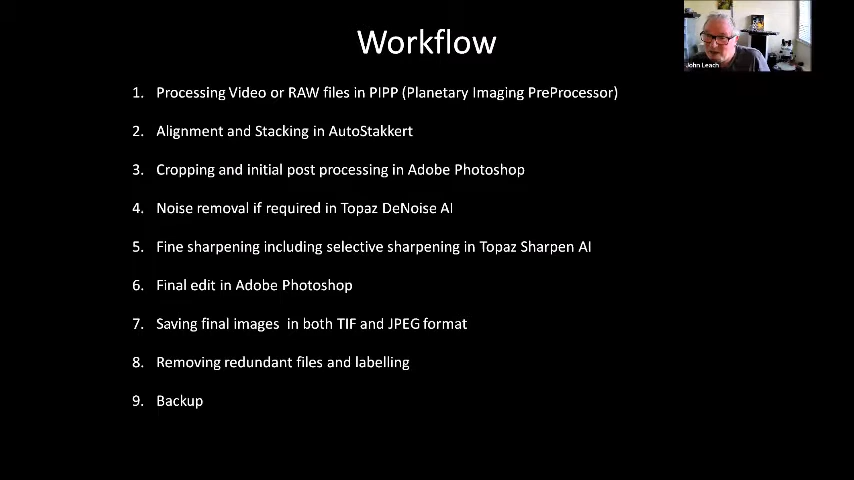 Workflow
John Leach
1. Processing Video or RAW files in PIPP (Planetary Imaging PreProcessor)
2. Alignment and Stacking in AutoStakkert
3. Cropping and initial post processing in Adobe Photoshop
4. Noise removal if required in Topaz DeNoise AI
5. Fine sharpening including selective sharpening in Topaz Sharpen AI
6. Final edit in Adobe Photoshop
7. Saving final images  in both TIF and JPEG format
8. Removing redundant files and labelling
9. Backup